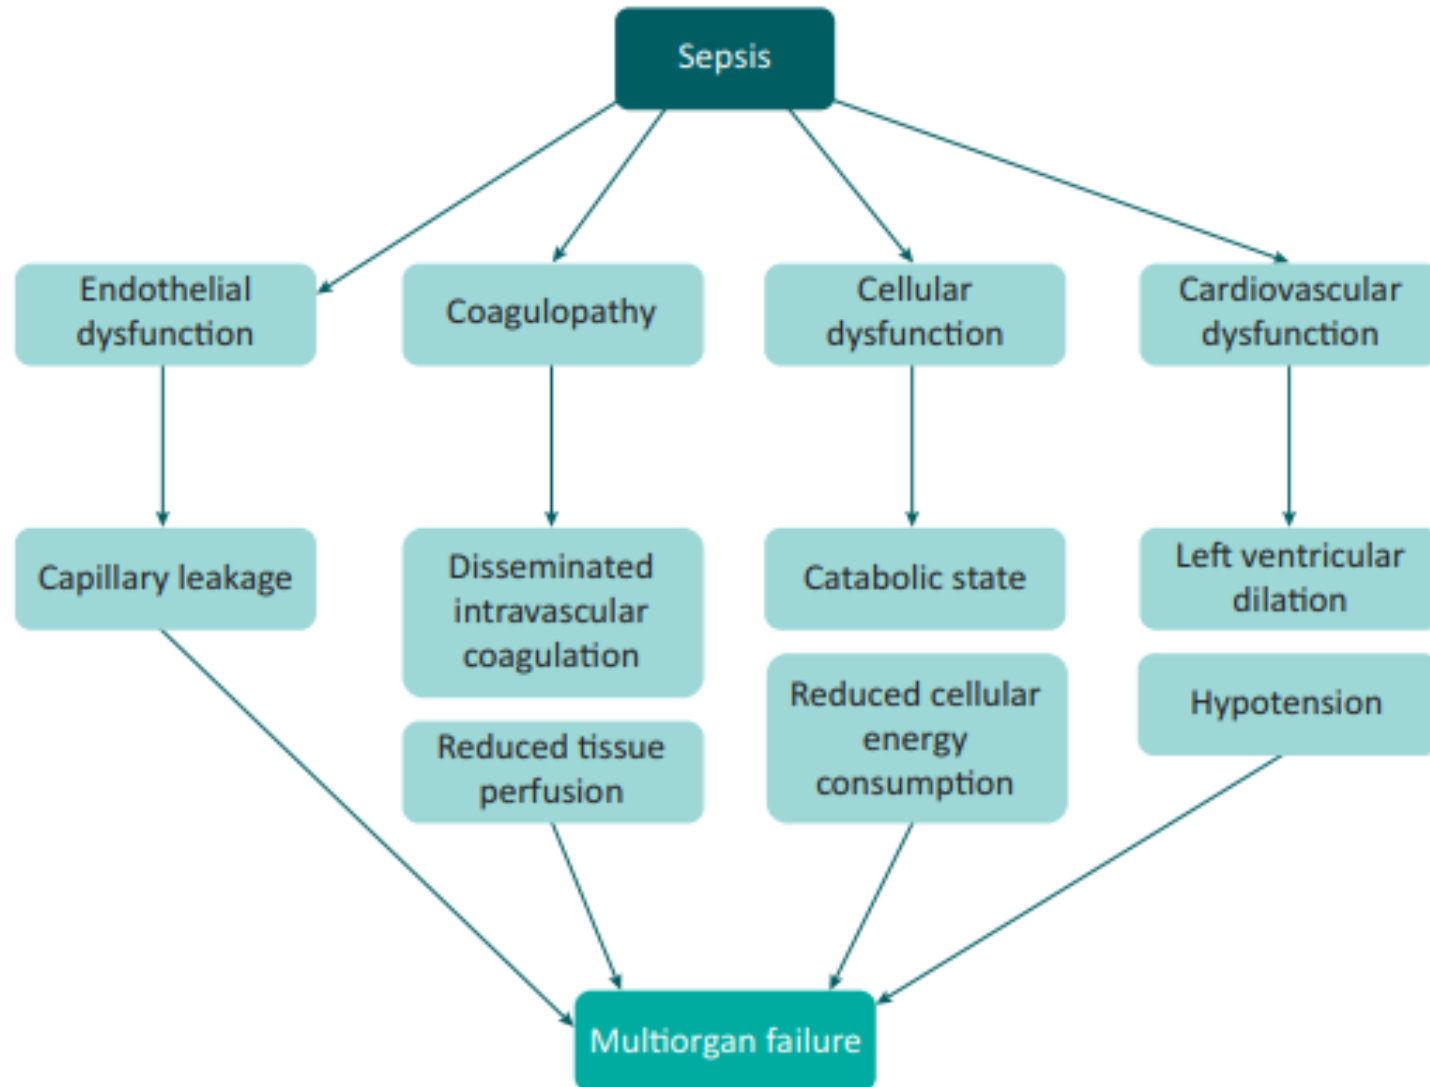 Sepsis
Endothelial
dysfunction
Coagulopathy
Cellular
dysfunction
Cardiovascular
dysfunction
Capillary leakage
Disseminated
intravascular
coagulation
Catabolic state
Left ventricular
dilation
Reduced tissue
perfusion
Reduced cellular
energy
consumption
Hypotension
Multiorgan failure